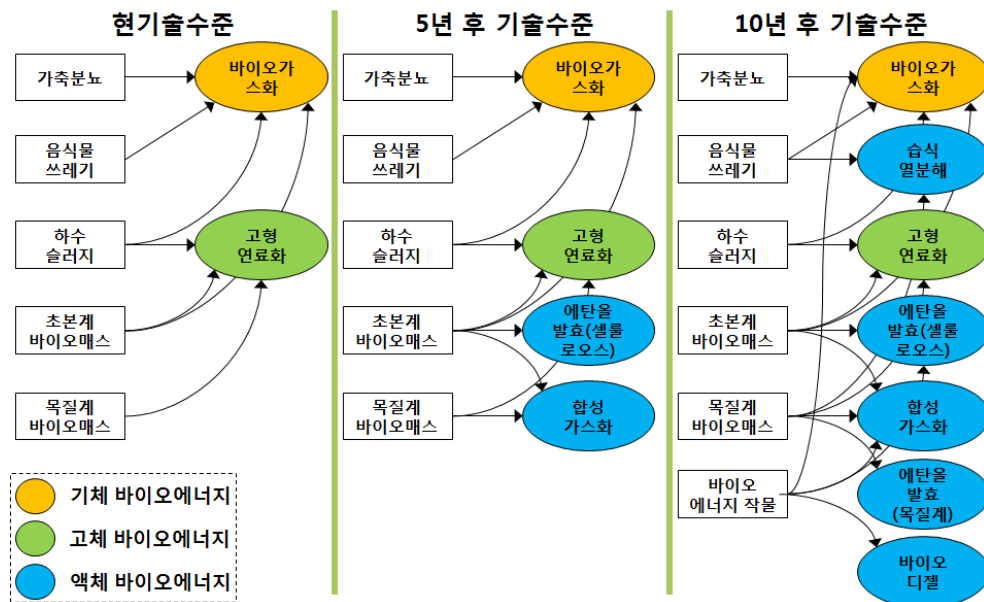 현기술수준
가축분뇨
바이오가
스화
음식물
쓰레기
하수
슬러지
고형
연료화
초본계
바이오매스
목질계
바이오매스
기체 바이오에너지
고체 바이오에너지
액체 바이오에너지
5년 후 기술수준
가축분뇨
바이오가
스화
음식물
쓰레기
하수
슬러지
고형
연료화
초본계
바이오매스
에탄올
발효(셀룰
로오스)
목질계
바이오매스
합성
가스화
10년 후 기술수준
가축분뇨
바이오가
스화
음식물
쓰레기
습식
열분해
하수
슬러지
고형
연료화
초본계
바이오매스
에탄올
발효(셀룰
로오스)
목질계
바이오매스
합성
가스화
바이오
에너지 작물
에탄올
발효
(목질계)
바이오
디젤